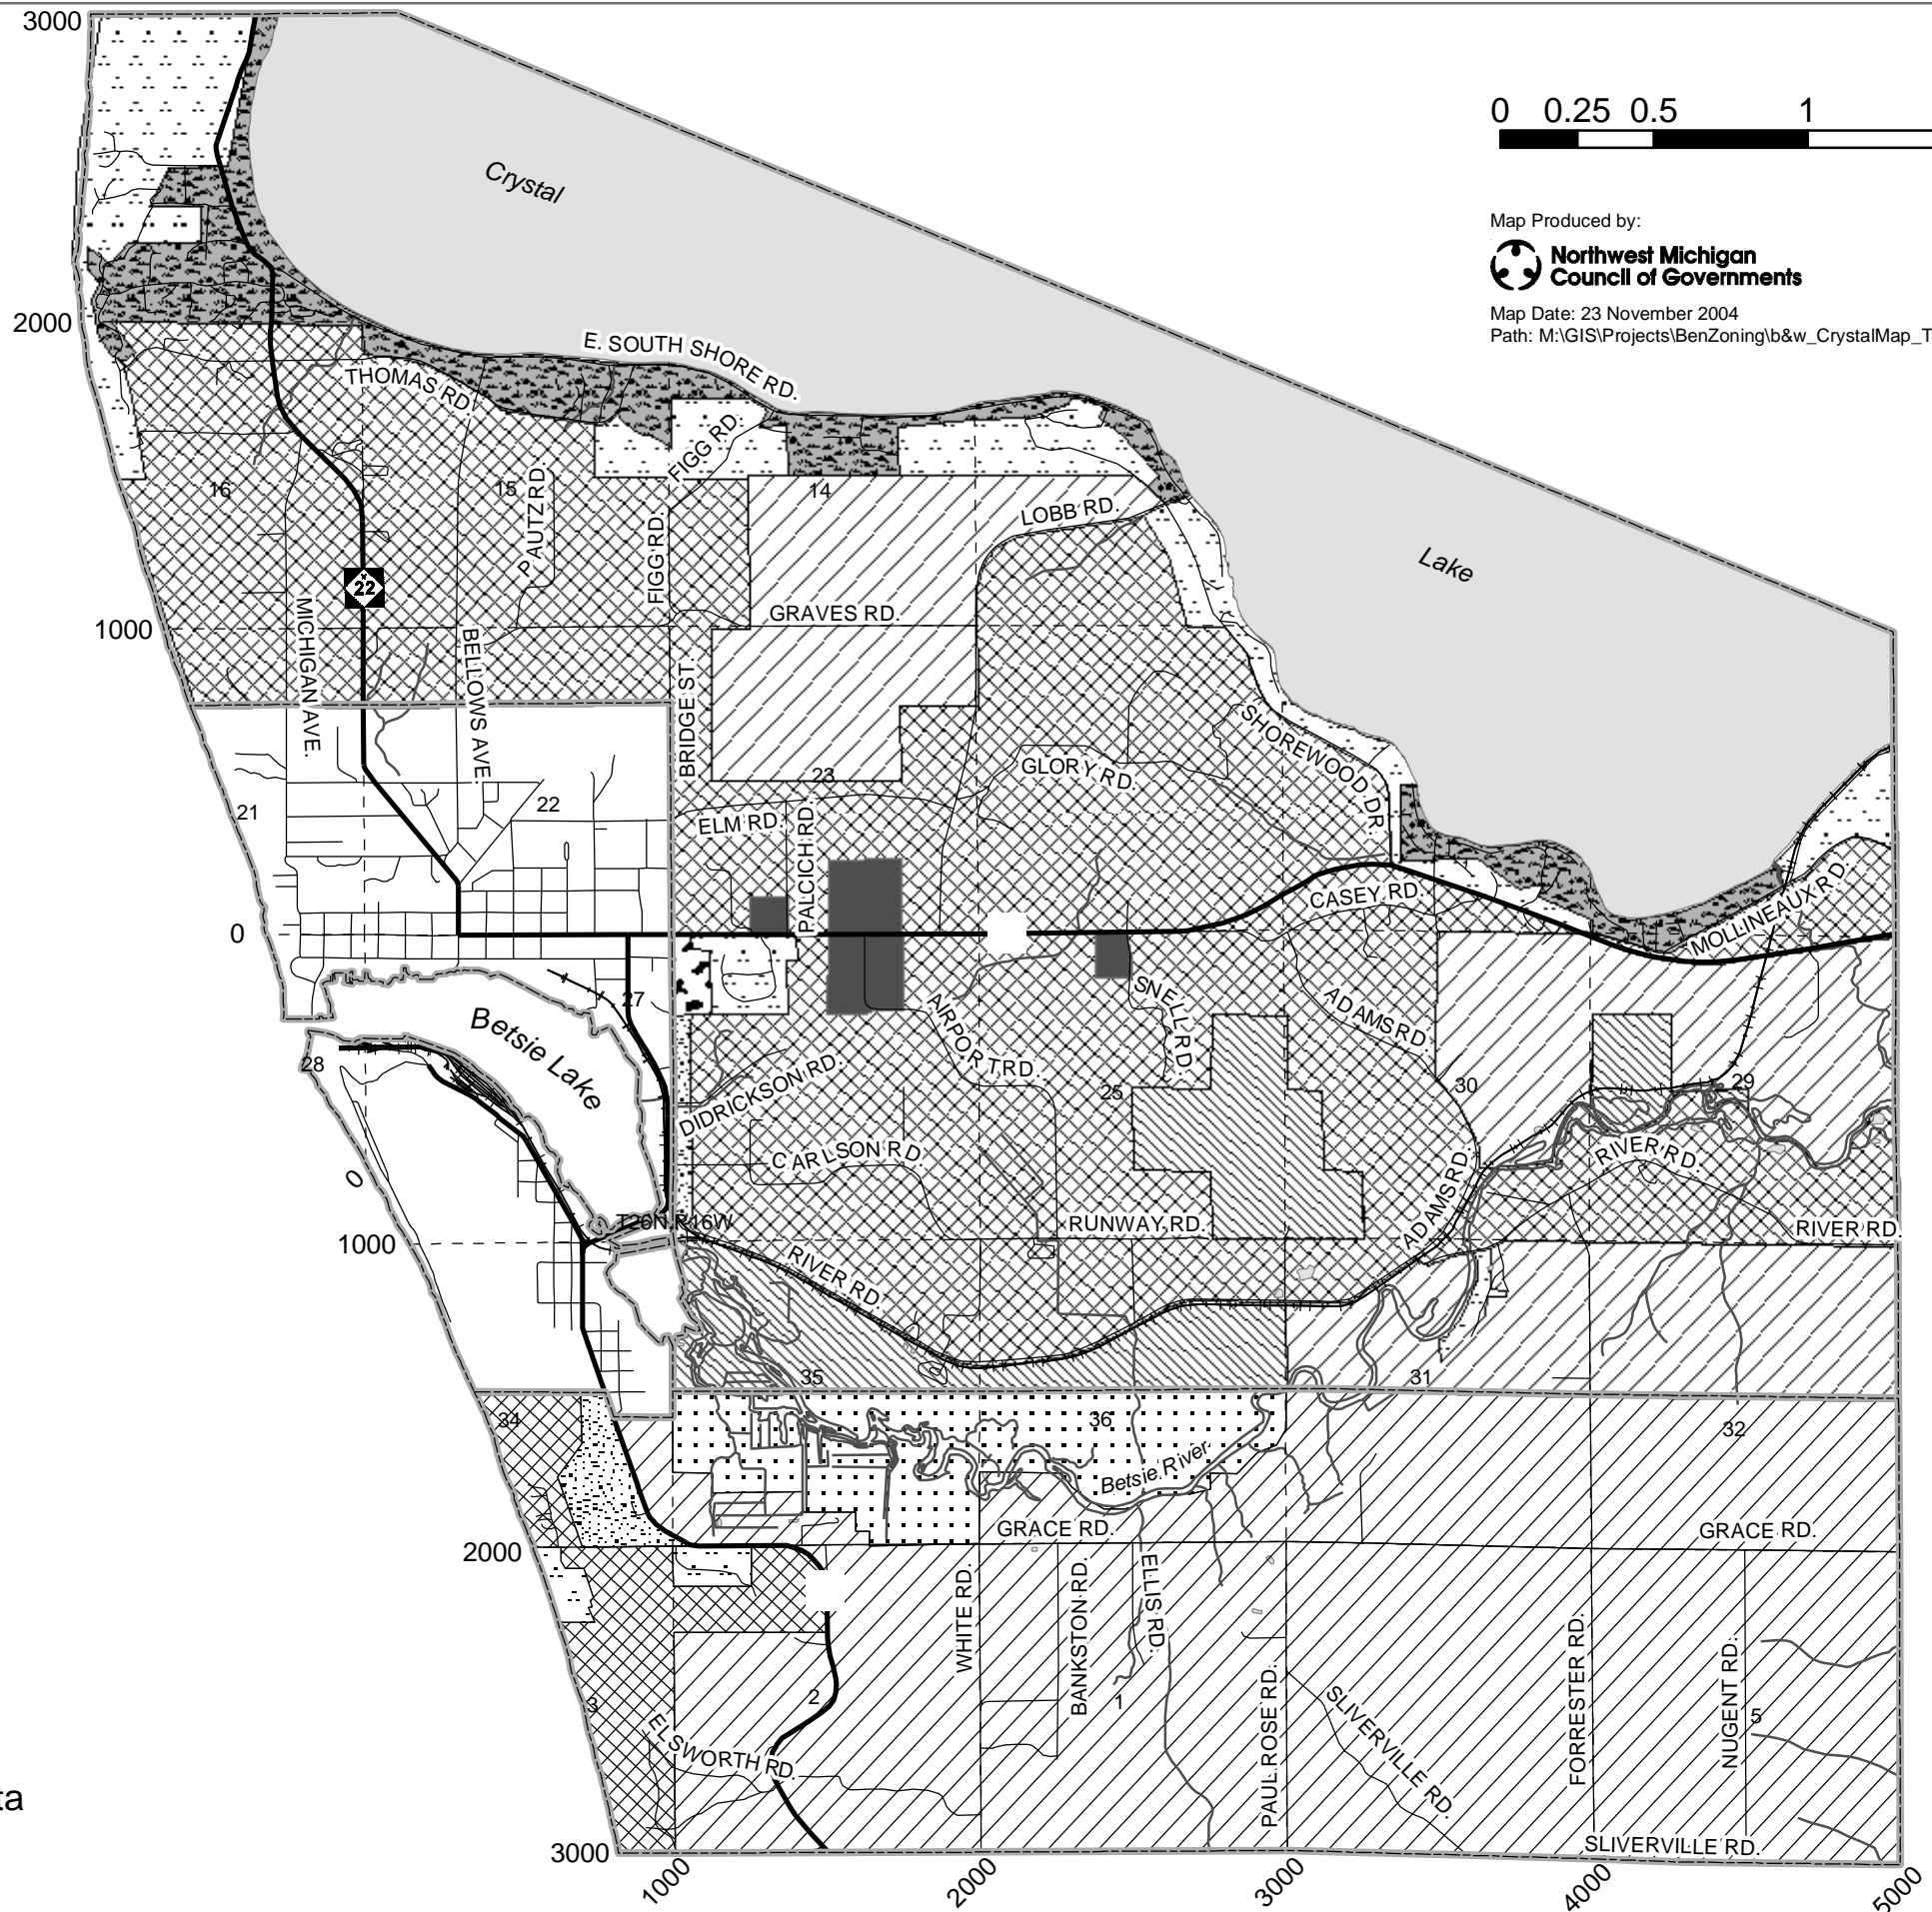 3000
0 0.25 0.5 1
Crystal
Map Produced by:
Northwest Michigan
Council of Governments
Map Date: 23 November 2004
Path: M:\GIS\Projects\BenZoning\b&w_CrystalMap_T
2000
E. SOUTH SHORE RD.
THOMAS RD.
FIGG RD.
16
15
14
PAUTZ RD.
FIGG RD.
LOBB RD.
Lake
22
1000
GRAVES RD.
MICHIGAN AVE.
BELLOWS AVE.
BRIDGE ST.
SHOREWOOD DR.
GLORY RD.
23
21
22
ELM RD.
PALCICH RD.
CASEY RD.
MOLLINEAUX RD.
0
27
Betsie Lake
AIRPORT RD.
SNELL RD.
ADAMS RD.
28
DIDRICKSON RD.
25
30
29
CARLSON RD.
RIVER RD.
ADAMS RD.
0
T26N R16W
RUNWAY RD.
RIVER RD.
1000
RIVER RD.
35
31
34
36
32
Betsie River
GRACE RD.
GRACE RD.
2000
WHITE RD.
BANKSTON RD.
ELLIS RD.
PAUL ROSE RD.
FORRESTER RD.
NUGENT RD.
3
2
1
SLIVERVILLE RD.
5
ELSWORTH RD.
ta
3000
SLIVERVILLE RD.
1000
2000
3000
4000
5000